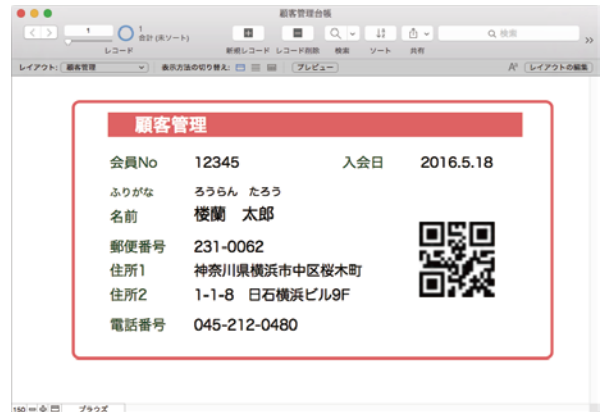 顧客管理台帳
1
1
合計 (未ソート)
レコード
新規レコード レコード削除 検索 ソート 共有
検索
レイアウト: 顧客管理 表示方法の切り替え: プレビュー レイアウトの編集
顧客管理
会員No 12345 入会日 2016.5.18
ふりがな ろうらん たろう
名前 楼蘭 太郎
郵便番号 231-0062
住所1 神奈川県横浜市中区桜木町
住所2 1-1-8 日石横浜ビル9F
電話番号 045-212-0480
150 ブラウズ